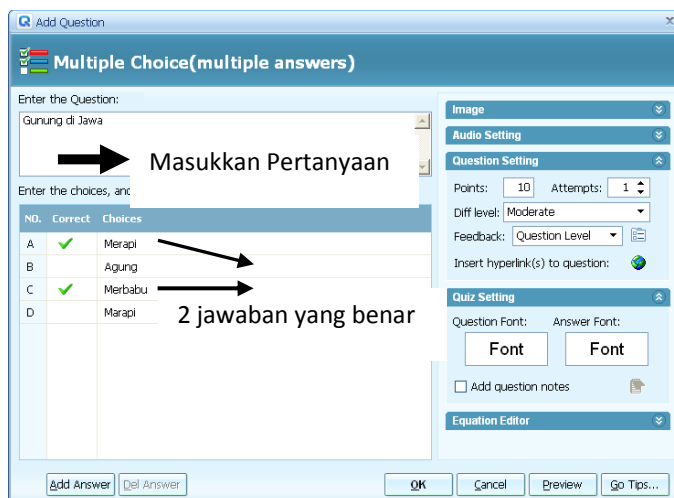 Add Question
Multiple Choice(multiple answers)
Enter the Question:
Gunung di Jawa
Masukkan Pertanyaan
Enter the choices, and
NO. Correct Choices
A Merapi
B Agung
C Merbabu
D Marapi
2 jawaban yang benar
Add Answer Del Answer
Image
Audio Setting
Question Setting
Points: 10 Attempts: 1
Diff level: Moderate
Feedback: Question Level
Insert hyperlink(s) to question:
Quiz Setting
Question Font: Answer Font:
Font Font
Add question notes
Equation Editor
OK Cancel Preview Go Tips...